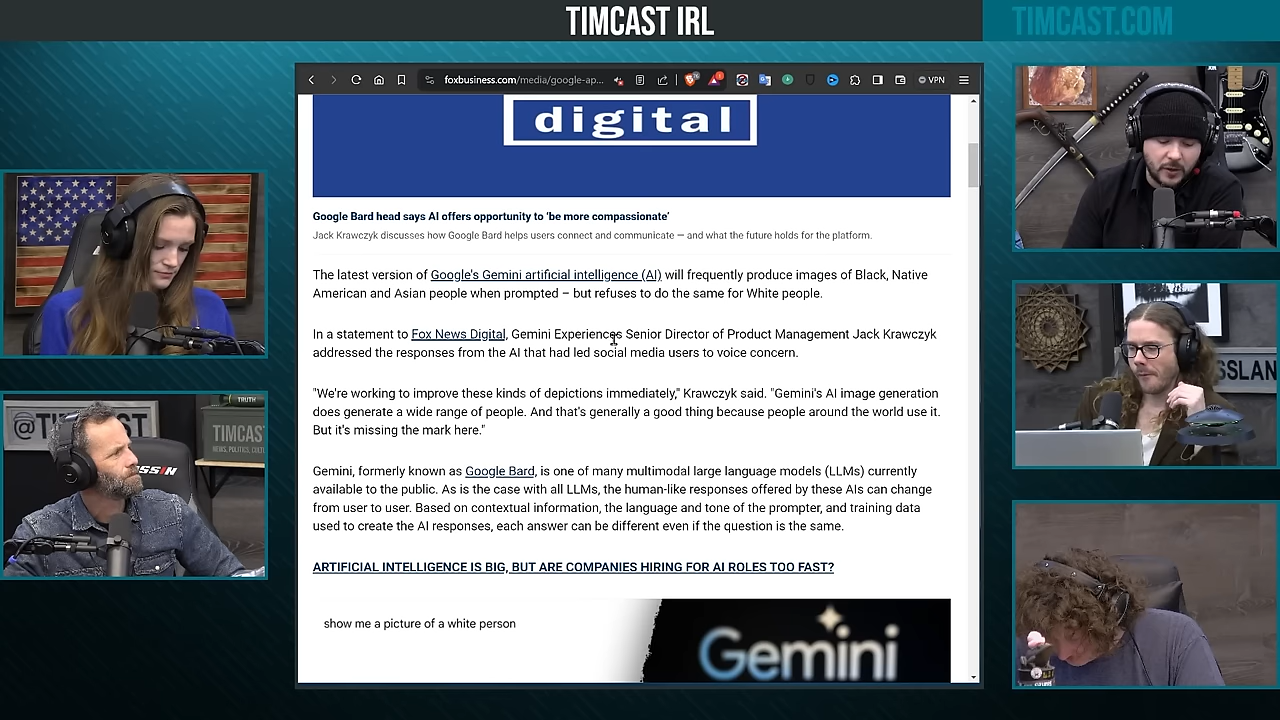 TIMCAST IRL
TIMCAST.COM
foxbusiness.com/media/google-ap...
VPN
digital
Google Bard head says AI offers opportunity to 'be more compassionate'
Jack Krawczyk discusses how Google Bard helps users connect and communicate — and what the future holds for the platform.
The latest version of Google's Gemini artificial intelligence (AI) will frequently produce images of Black, Native
American and Asian people when prompted – but refuses to do the same for White people.
In a statement to Fox News Digital, Gemini Experiences Senior Director of Product Management Jack Krawczyk
addressed the responses from the AI that had led social media users to voice concern.
"We're working to improve these kinds of depictions immediately," Krawczyk said. "Gemini's AI image generation
does generate a wide range of people. And that's generally a good thing because people around the world use it.
But it's missing the mark here."
Gemini, formerly known as Google Bard, is one of many multimodal large language models (LLMs) currently
available to the public. As is the case with all LLMs, the human-like responses offered by these AIs can change
from user to user. Based on contextual information, the language and tone of the prompter, and training data
used to create the AI responses, each answer can be different even if the question is the same.
ARTIFICIAL INTELLIGENCE IS BIG, BUT ARE COMPANIES HIRING FOR AI ROLES TOO FAST?
show me a picture of a white person
Gemini
@TIMCAST
TRUTH
TIMCAS
SSLAN